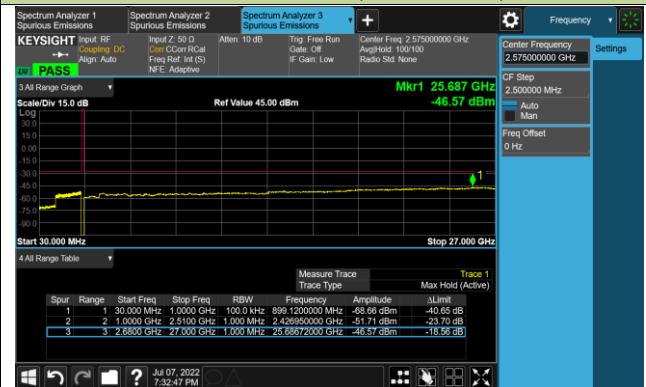 Spectrum Analyzer 1 Spectrum Analyzer 2 Spectrum Analyzer 3 Frequency
Spurious Emissions Spurious Emissions Spurious Emissions
KEYSIGHT Input: RF Input Z: 50 Ω Atten: 10 dB Trig: Free Run Center Freq: 2.575000000 GHz
Coupling: DC Corr CCorr RCal Gate: Off Avg|Hold: 100/100
Align: Auto Freq Ref: Int (S) IF Gain: Low Radio Std: None
NFE: Adaptive
PASS
Center Frequency Settings
2.575000000 GHz
CF Step
2.500000 MHz
Auto
Man
Freq Offset
0 Hz
3 All Range Graph Mkr1 25.687 GHz
Scale/Div 15.0 dB Ref Value 45.00 dBm -46.57 dBm
Log
30.0
15.0
0.00
-15.0
-30.0
1
-45.0
-60.0
-75.0
-90.0
Start 30.000 MHz Stop 27.000 GHz
4 All Range Table
Measure Trace Trace 1
Trace Type Max Hold (Active)
Spur Range Start Freq Stop Freq RBW Frequency Amplitude ΔLimit
1 1 30.000 MHz 1.0000 GHz 100.0 kHz 899.1200000 MHz -68.66 dBm -40.65 dB
2 2 1.0000 GHz 2.5100 GHz 1.000 MHz 2.426950000 GHz -51.71 dBm -23.70 dB
3 3 2.6800 GHz 27.000 GHz 1.000 MHz 25.68672000 GHz -46.57 dBm -18.56 dB
? Jul 07, 2022
7:32:47 PM